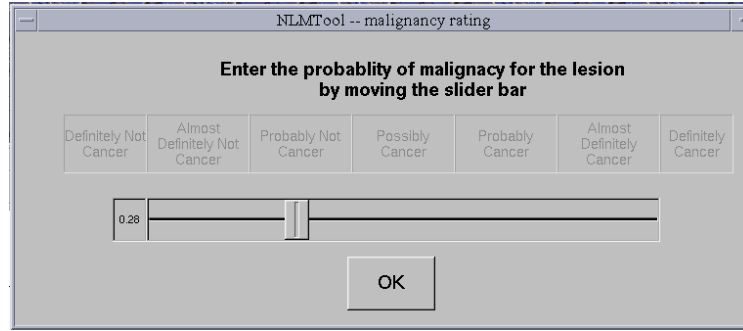 NLMTool -- malignancy rating
Enter the probablity of malignacy for the lesion
by moving the slider bar
Definitely Not
Cancer
Almost
Definitely Not
Cancer
Probably Not
Cancer
Possibly
Cancer
Probably
Cancer
Almost
Definitely
Cancer
Definitely
Cancer
0.28
OK